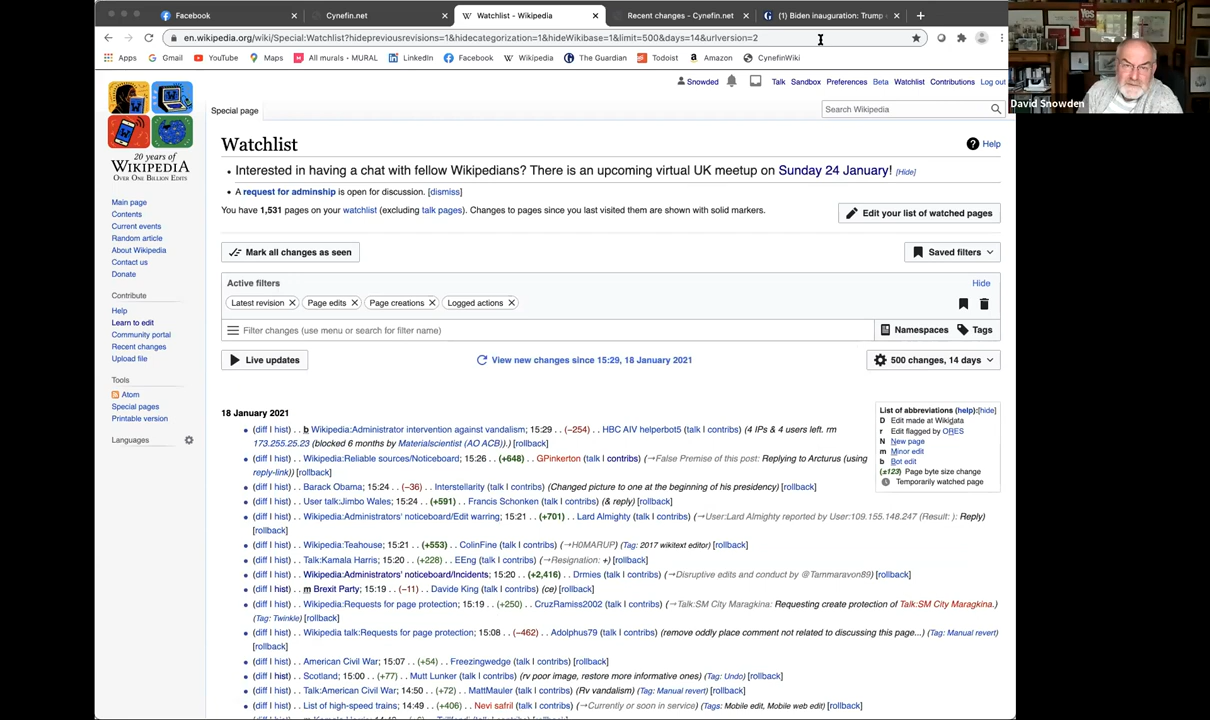 Facebook × Cynefin.net × Watchlist - Wikipedia × Recent changes - Cynefin.net × (1) Biden inauguration: Trump × +
en.wikipedia.org/wiki/Special:Watchlist?hidepreviousrevisions=1&hidecategorization=1&hideWikibase=1&limit=500&days=14&urlversion=2
Apps Gmail YouTube Maps All murals • MURAL LinkedIn Facebook Wikipedia The Guardian Todoist Amazon CynefinWiki
Yes
David Snowden
Snowded Talk Sandbox Preferences Beta Watchlist Contributions Log out
Special page
Search Wikipedia
20 years of
WIKIPEDIA
OVER ONE BILLION EDITS
Main page
Contents
Current events
Random article
About Wikipedia
Contact us
Donate
Contribute
Help
Learn to edit
Community portal
Recent changes
Upload file
Tools
Atom
Special pages
Printable version
Languages
Watchlist
Help
• Interested in having a chat with fellow Wikipedians? There is an upcoming virtual UK meetup on Sunday 24 January! [Hide]
• A request for adminship is open for discussion. [dismiss]
You have 1,531 pages on your watchlist (excluding talk pages). Changes to pages since you last visited them are shown with solid markers.
Edit your list of watched pages
Mark all changes as seen
Saved filters
Active filters
Hide
Latest revision × Page edits × Page creations × Logged actions ×
Filter changes (use menu or search for filter name)
Namespaces Tags
Live updates
View new changes since 15:29, 18 January 2021
500 changes, 14 days
List of abbreviations (help):[hide]
D Edit made at Wikidata
r Edit flagged by ORES
N New page
m Minor edit
b Bot edit
(±123) Page byte size change
Temporarily watched page
18 January 2021
• (diff | hist) . . b Wikipedia:Administrator intervention against vandalism; 15:29 . . (−254) . . HBC AIV helperbot5 (talk | contribs) (4 IPs & 4 users left. rm
173.255.25.23 (blocked 6 months by Materialscientist (AO ACB)).) [rollback]
• (diff | hist) . . Wikipedia:Reliable sources/Noticeboard; 15:26 . . (+648) . . GPinkerton (talk | contribs) (→False Premise of this post: Replying to Arcturus (using
reply-link)) [rollback]
• (diff | hist) . . Barack Obama; 15:24 . . (−36) . . Interstellarity (talk | contribs) (Changed picture to one at the beginning of his presidency) [rollback]
• (diff | hist) . . User talk:Jimbo Wales; 15:24 . . (+591) . . Francis Schonken (talk | contribs) (& reply) [rollback]
• (diff | hist) . . Wikipedia:Administrators' noticeboard/Edit warring; 15:21 . . (+701) . . Lard Almighty (talk | contribs) (→User:Lard Almighty reported by User:109.155.148.247 (Result: ): Reply)
[rollback]
• (diff | hist) . . Wikipedia:Teahouse; 15:21 . . (+553) . . ColinFine (talk | contribs) (→H0MARUP) (Tag: 2017 wikitext editor) [rollback]
• (diff | hist) . . Talk:Kamala Harris; 15:20 . . (+228) . . EEng (talk | contribs) (→Resignation: +) [rollback]
• (diff | hist) . . Wikipedia:Administrators' noticeboard/Incidents; 15:20 . . (+2,416) . . Drmies (talk | contribs) (→Disruptive edits and conduct by @Tammaravon89) [rollback]
• (diff | hist) . . m Brexit Party; 15:19 . . (−11) . . Davide King (talk | contribs) (ce) [rollback]
• (diff | hist) . . Wikipedia:Requests for page protection; 15:19 . . (+250) . . CruzRamiss2002 (talk | contribs) (→Talk:SM City Maragkina: Requesting create protection of Talk:SM City Maragkina.)
(Tag: Twinkle) [rollback]
• (diff | hist) . . Wikipedia talk:Requests for page protection; 15:08 . . (−462) . . Adolphus79 (talk | contribs) (remove oddly place comment not related to discussing this page...) (Tag: Manual revert)
[rollback]
• (diff | hist) . . American Civil War; 15:07 . . (+54) . . Freezingwedge (talk | contribs) [rollback]
• (diff | hist) . . Scotland; 15:00 . . (+77) . . Mutt Lunker (talk | contribs) (rv poor image, restore more informative ones) (Tag: Undo) [rollback]
• (diff | hist) . . Talk:American Civil War; 14:50 . . (+72) . . MattMauler (talk | contribs) (Rv vandalism) (Tag: Manual revert) [rollback]
• (diff | hist) . . List of high-speed trains; 14:49 . . (+406) . . Nevi safril (talk | contribs) (→Currently or soon in service) (Tags: Mobile edit, Mobile web edit) [rollback]